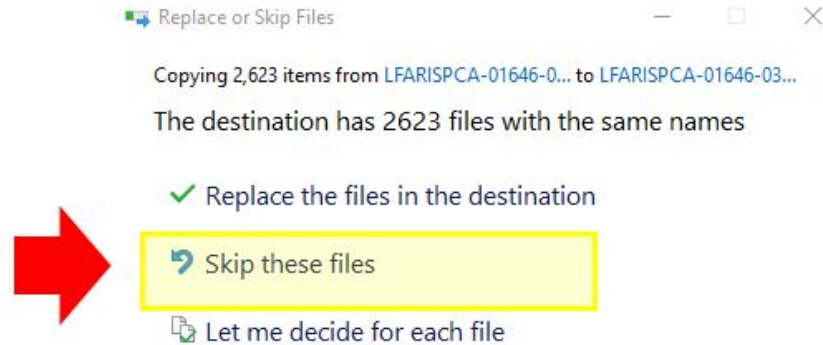 Replace or Skip Files
Copying 2,623 items from LFARISPCA-01646-0... to LFARISPCA-01646-03...
The destination has 2623 files with the same names
Replace the files in the destination
Skip these files
Let me decide for each file